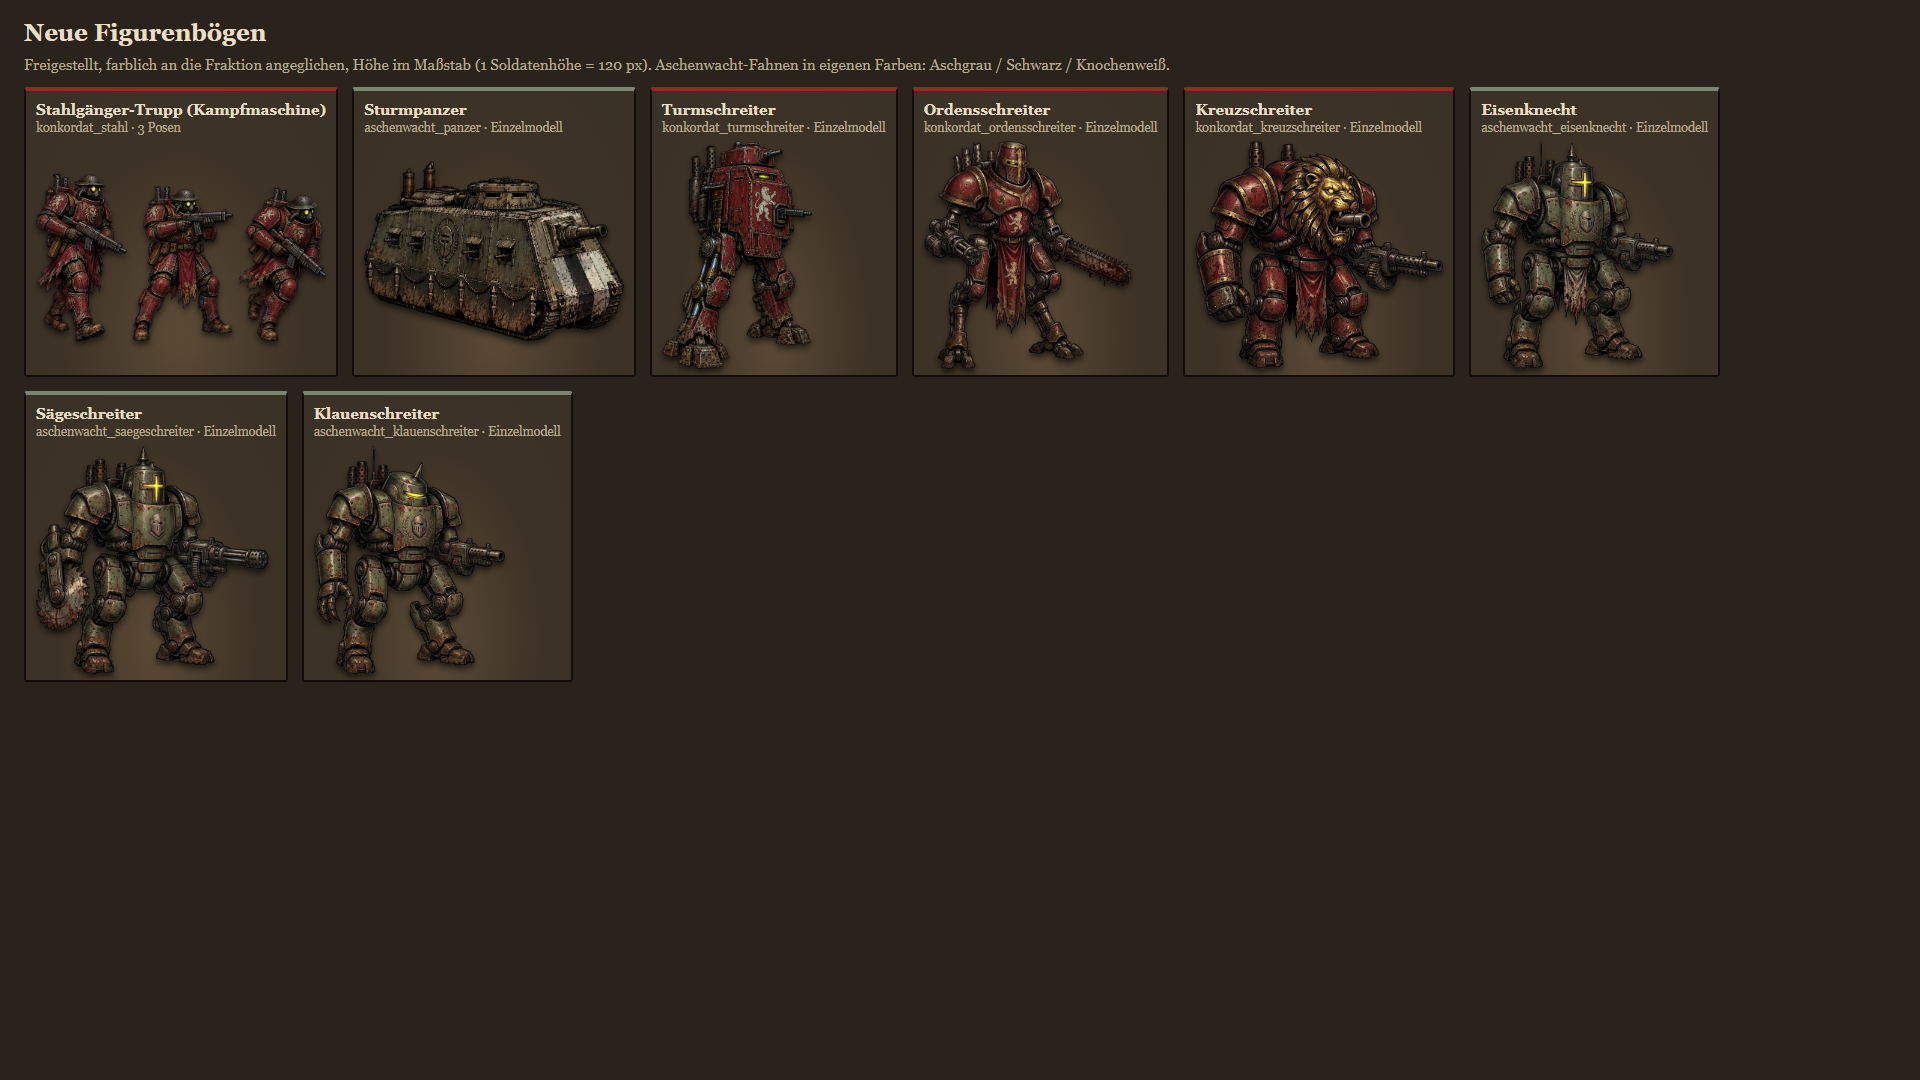 Neue Figurenbögen
Freigestellt, farblich an die Fraktion angeglichen, Höhe im Maßstab (1 Soldatenhöhe = 120 px). Aschenwacht-Fahnen in eigenen Farben: Aschgrau / Schwarz / Knochenweiß.
Stahlgänger-Trupp (Kampfmaschine)
konkordat_stahl · 3 Posen
Sturmpanzer
aschenwacht_panzer · Einzelmodell
Turmschreiter
konkordat_turmschreiter · Einzelmodell
Ordensschreiter
konkordat_ordensschreiter · Einzelmodell
Kreuzschreiter
konkordat_kreuzschreiter · Einzelmodell
Eisenknecht
aschenwacht_eisenknecht · Einzelmodell
Sägeschreiter
aschenwacht_saegeschreiter · Einzelmodell
Klauenschreiter
aschenwacht_klauenschreiter · Einzelmodell